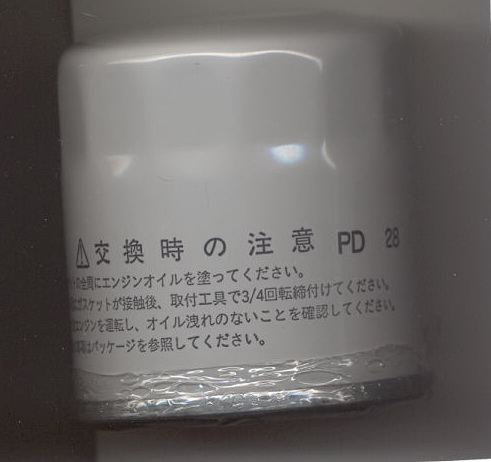 ⚠交換時の注意 PD 28
の全周にエンジンオイルを塗ってください。
ガスケットが接触後、取付工具で3/4回転締付けてください。
エンジンを運転し、オイル洩れのないことを確認してください。
はパッケージを参照してください。